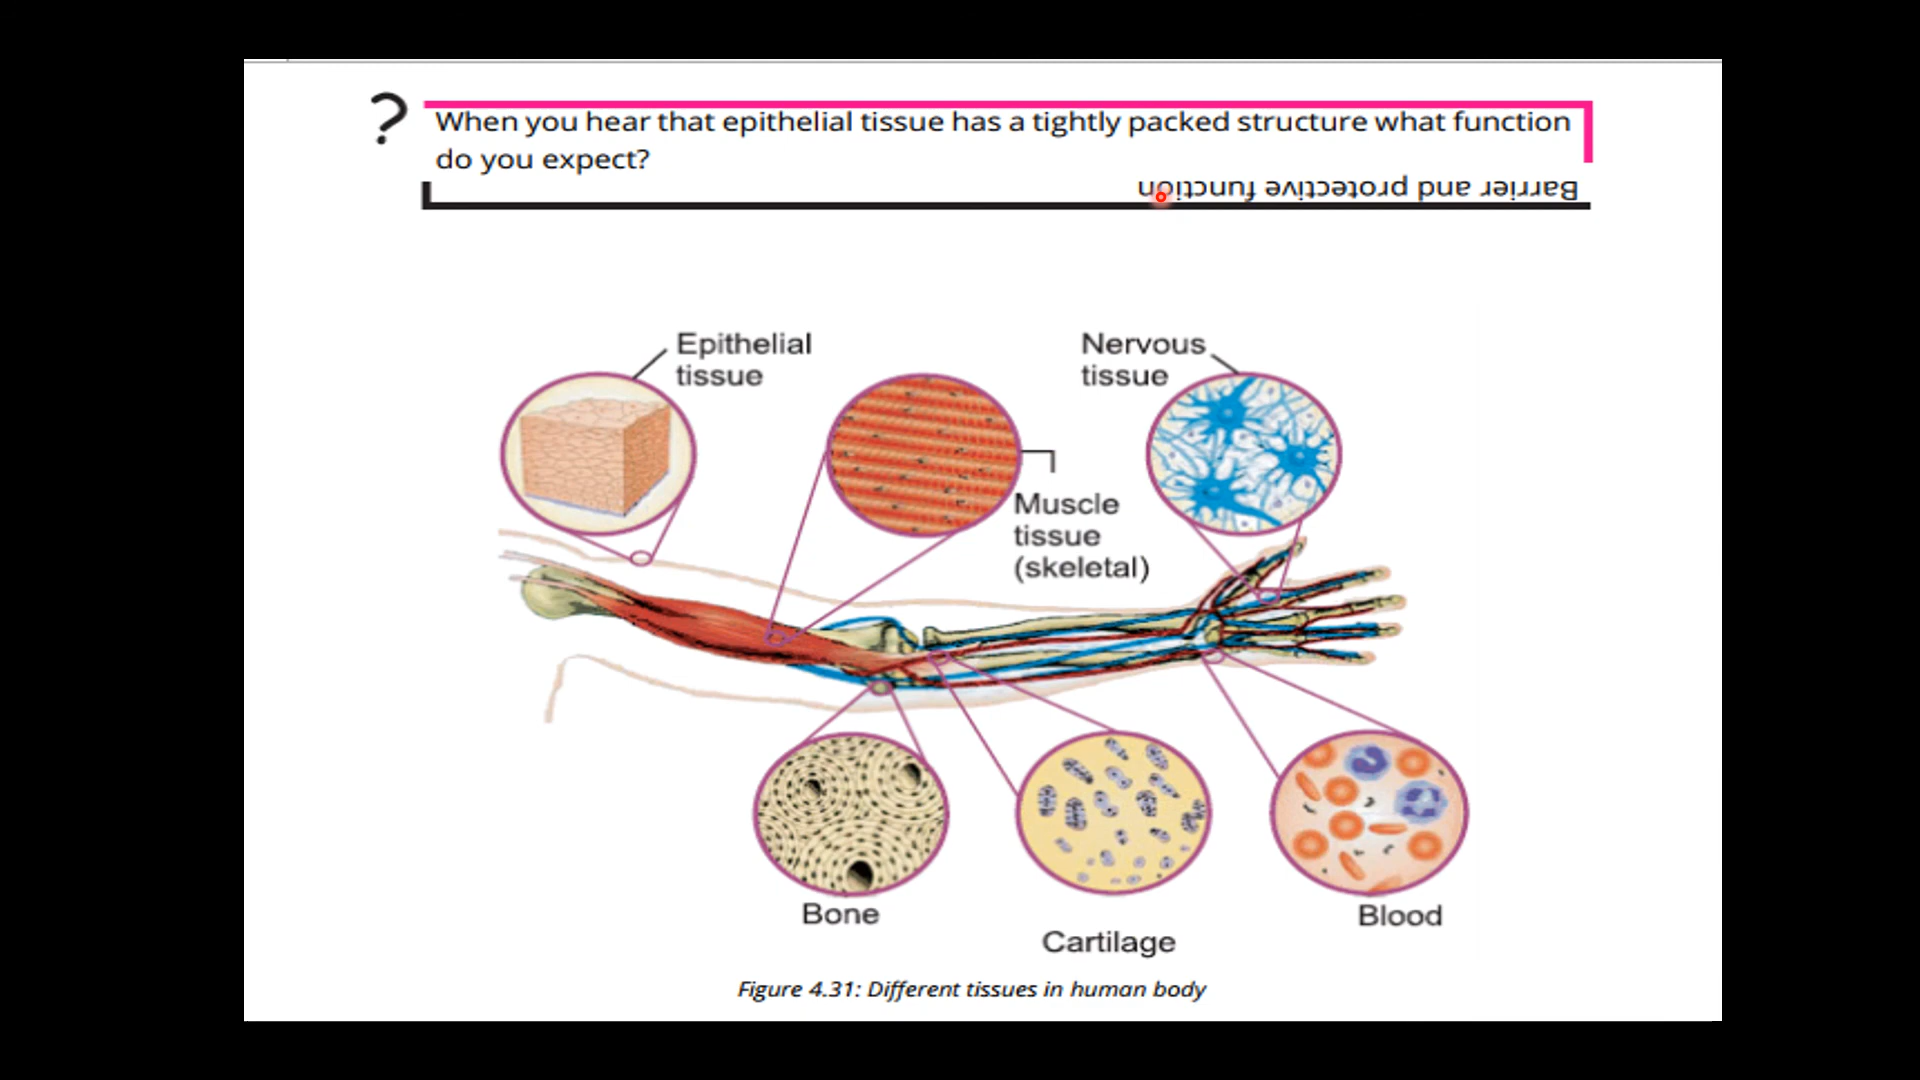 ?
When you hear that epithelial tissue has a tightly packed structure what function
do you expect?
Barrier and protective function
Epithelial
tissue
Nervous
tissue
Muscle
tissue
(skeletal)
Bone
Cartilage
Blood
Figure 4.31: Different tissues in human body